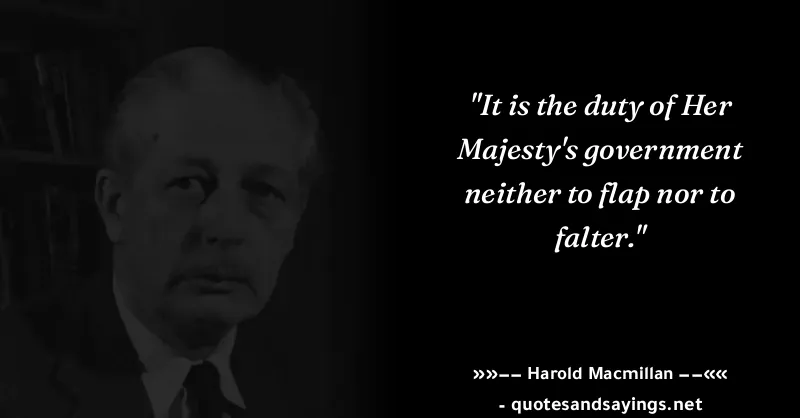 "It is the duty of Her
Majesty's government
neither to flap nor to
falter."
»»–– Harold Macmillan ––««
- quotesandsayings.net